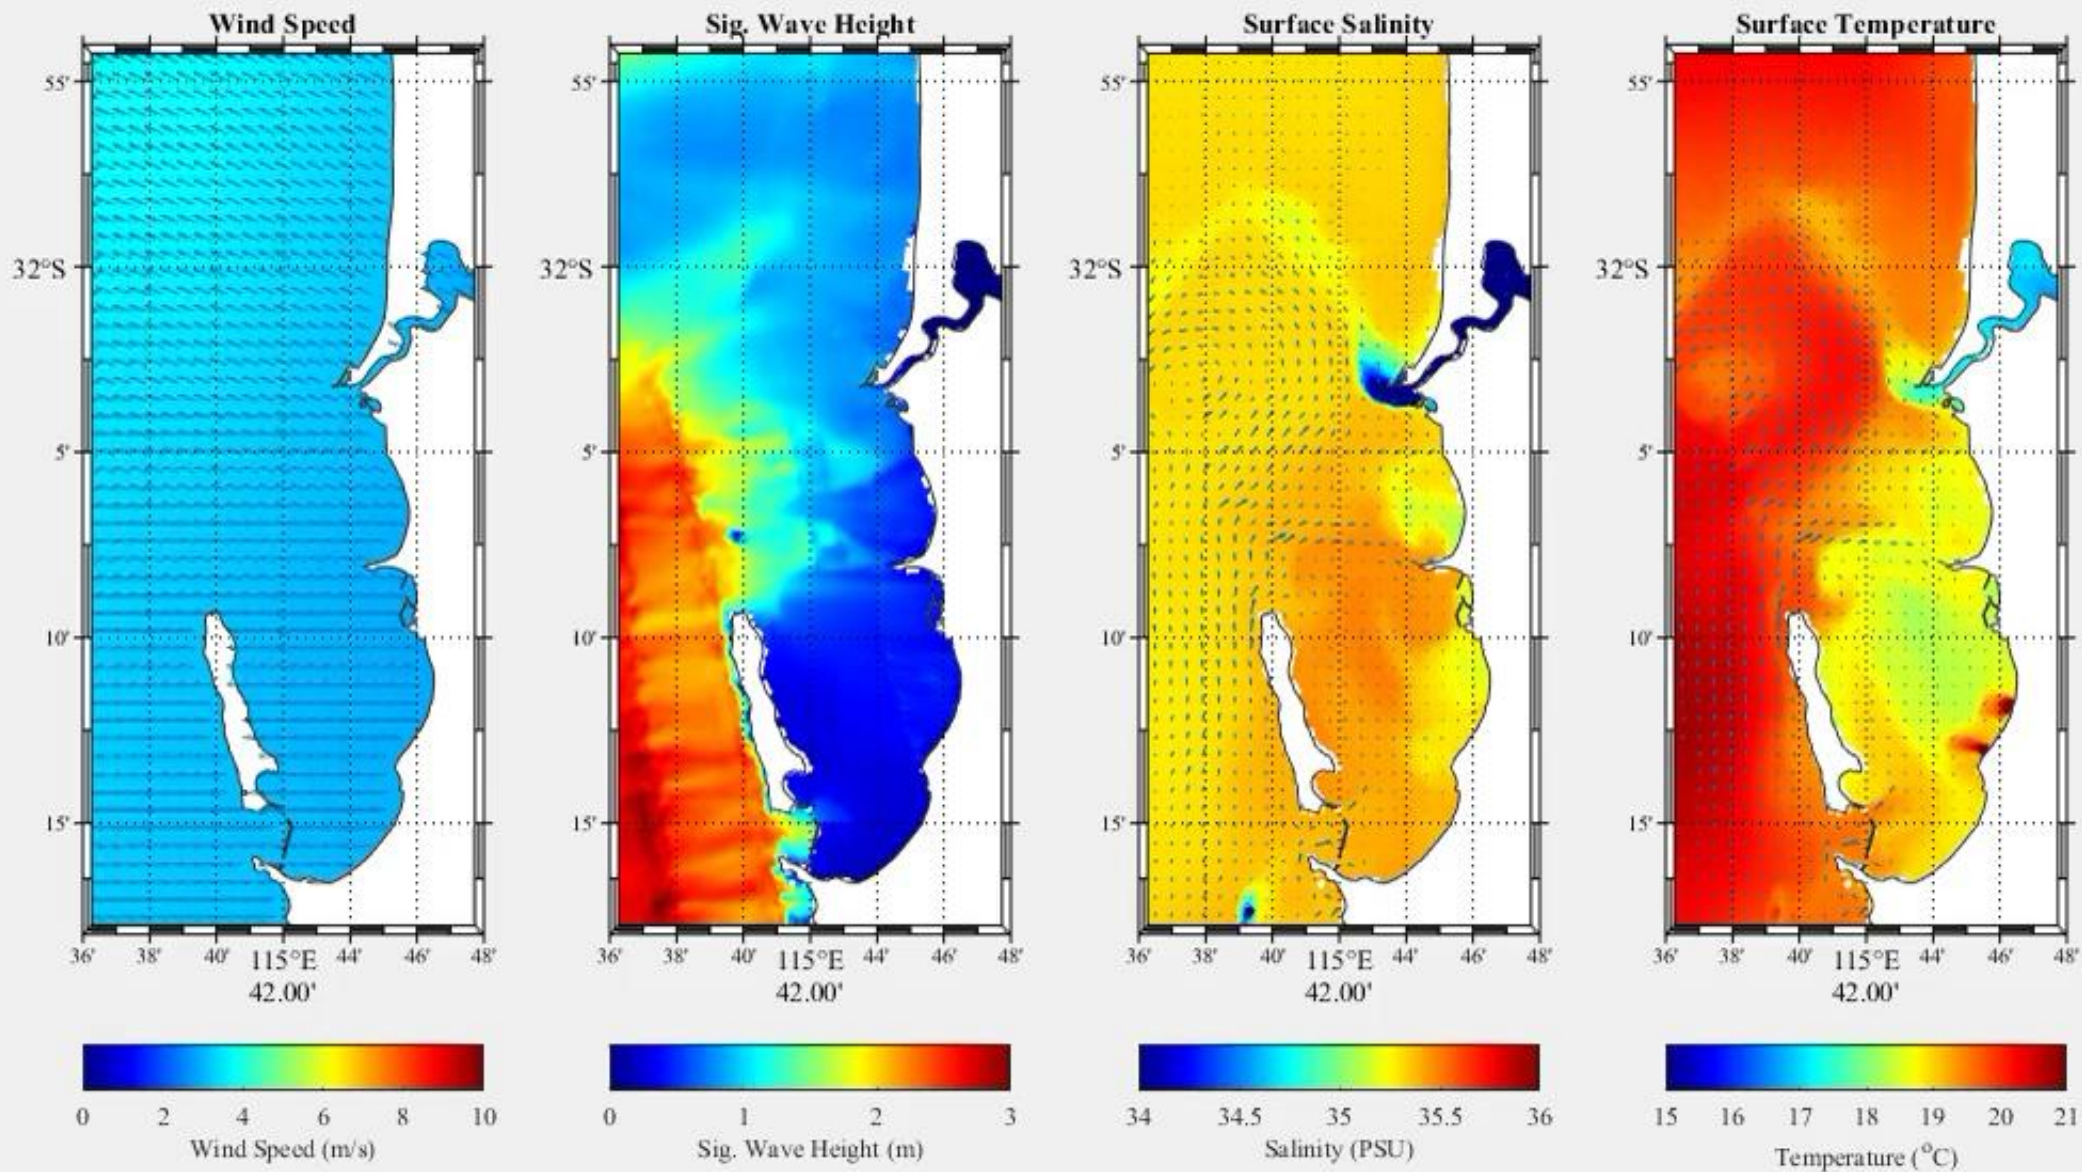 Wind Speed
Sig. Wave Height
Surface Salinity
Surface Temperature
55'
55'
55'
55'
32°S
32°S
32°S
32°S
5'
5'
5'
5'
10'
10'
10'
10'
15'
15'
15'
15'
36' 38' 40' 115°E 44' 46' 48'
42.00'
36' 38' 40' 115°E 44' 46' 48'
42.00'
36' 38' 40' 115°E 44' 46' 48'
42.00'
36' 38' 40' 115°E 44' 46' 48'
42.00'
0 2 4 6 8 10
Wind Speed (m/s)
0 1 2 3
Sig. Wave Height (m)
34 34.5 35 35.5 36
Salinity (PSU)
15 16 17 18 19 20 21
Temperature (°C)